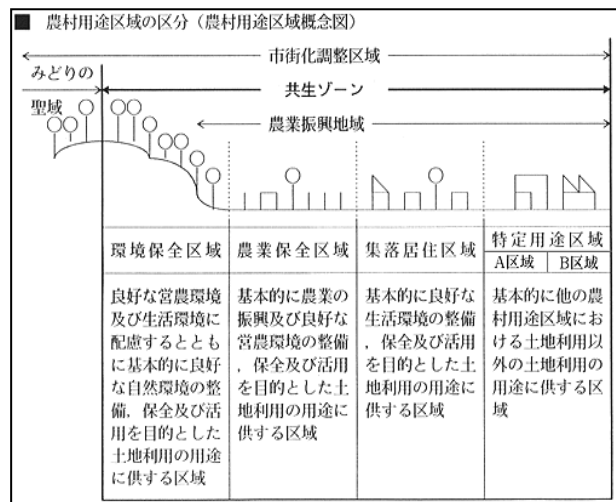 ■ 農村用途区域の区分（農村用途区域概念図）
市街化調整区域
みどりの
聖域
共生ゾーン
農業振興地域
環境保全区域
良好な営農環境
及び生活環境に
配慮するととも
に基本的に良好
な自然環境の整
備，保全及び活
用を目的とした
土地利用の用途
に供する区域
農業保全区域
基本的に農業の
振興及び良好な
営農環境の整備
，保全及び活用
を目的とした土
地利用の用途に
供する区域
集落居住区域
基本的に良好な
生活環境の整備
，保全及び活用
を目的とした土
地利用の用途に
供する区域
特定用途区域
A区域 B区域
基本的に他の農
村用途区域にお
ける土地利用以
外の土地利用の
用途に供する区
域